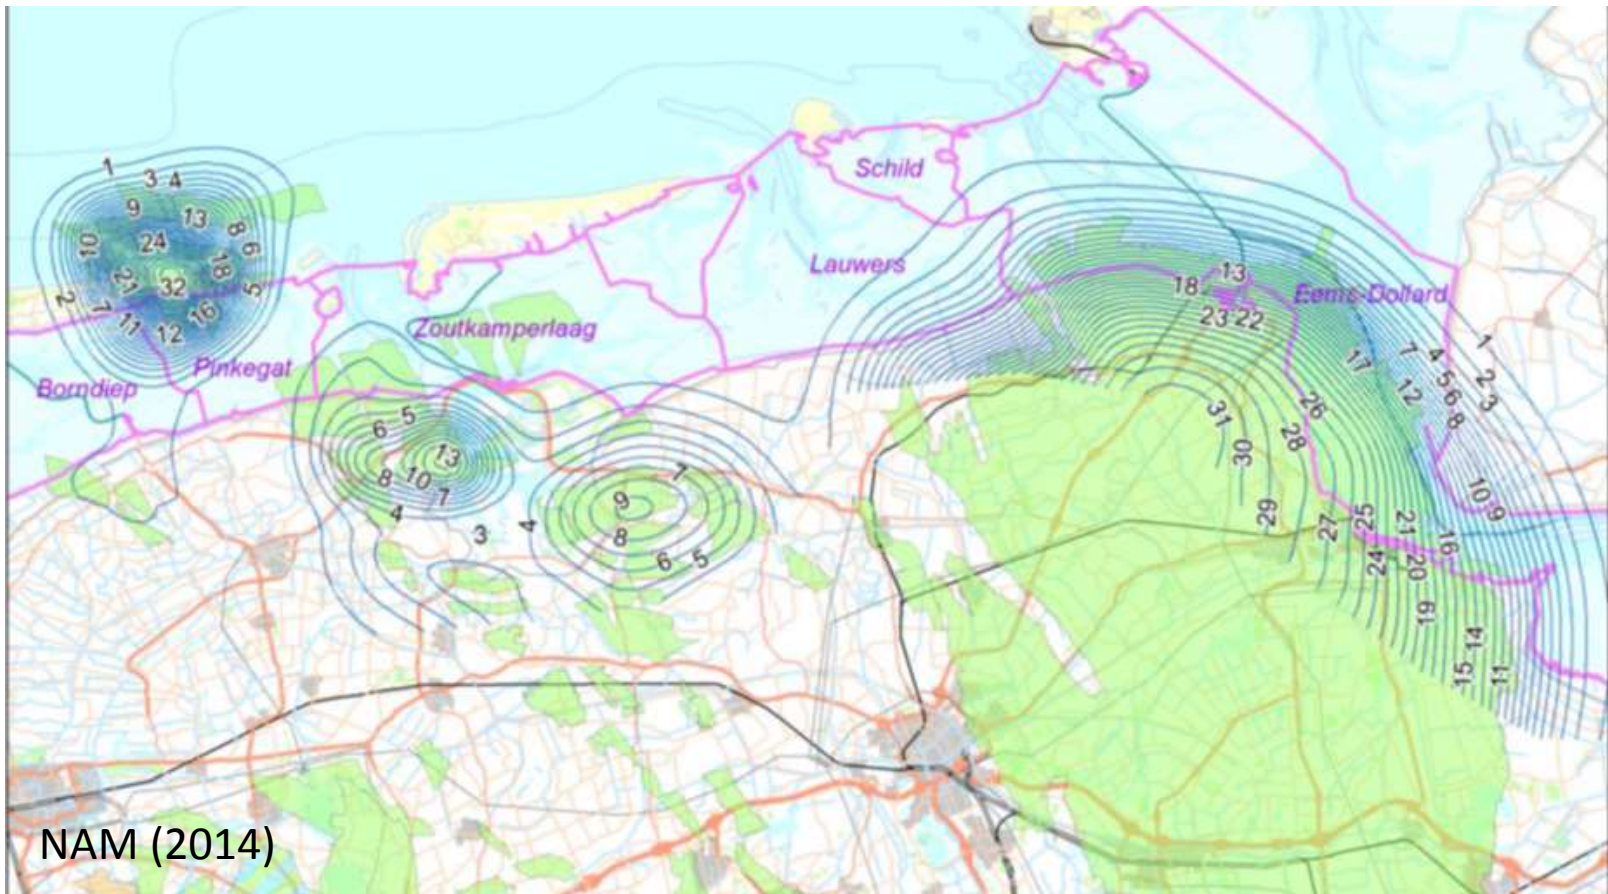 1
3 4
9 13 8 6
10 24 18 5
21 32
2 7 11 12 16
Borndiep
Pinkegat
Zoutkamperlaag
Lauwers
Schild
Eems-Dollard
6 5
13
8 10 7
4
3
4
7
9
8
6 5
18 13
23 22
17 7 4 1
12 5 6 2 3
8
26
28
31
30
29
27
25
24
21
20
19
16
10 9
14
15
11
NAM (2014)